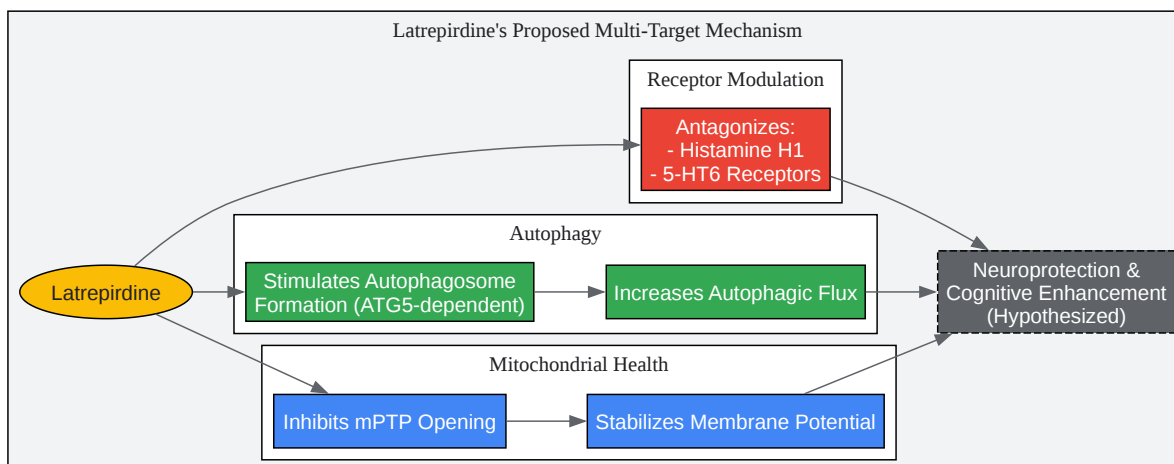 Latrepirdine's Proposed Multi-Target Mechanism
Receptor Modulation
Antagonizes:
- Histamine H1
- 5-HT6 Receptors
Autophagy
Latrepirdine
Stimulates Autophagosome
Formation (ATG5-dependent)
Increases Autophagic Flux
Neuroprotection &
Cognitive Enhancement
(Hypothesized)
Mitochondrial Health
Inhibits mPTP Opening
Stabilizes Membrane Potential